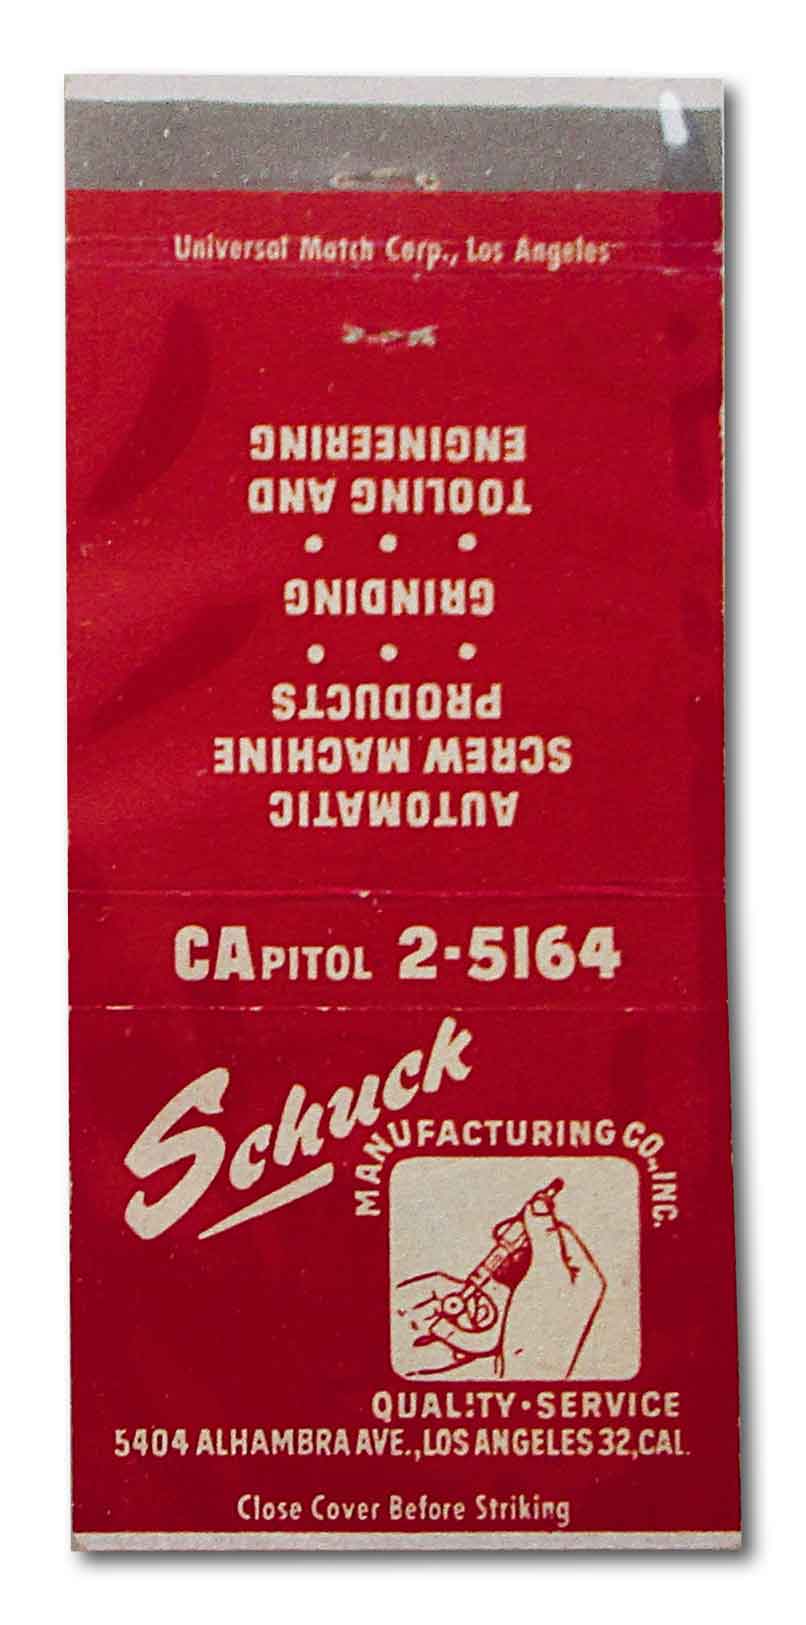 Universal Match Corp., Los Angeles
AUTOMATIC
SCREW MACHINE
PRODUCTS
• • •
GRINDING
• • •
TOOLING AND
ENGINEERING
CAPITOL 2-5164
Schuck
MANUFACTURING CO., INC.
QUALITY • SERVICE
5404 ALHAMBRA AVE., LOS ANGELES 32, CAL.
Close Cover Before Striking